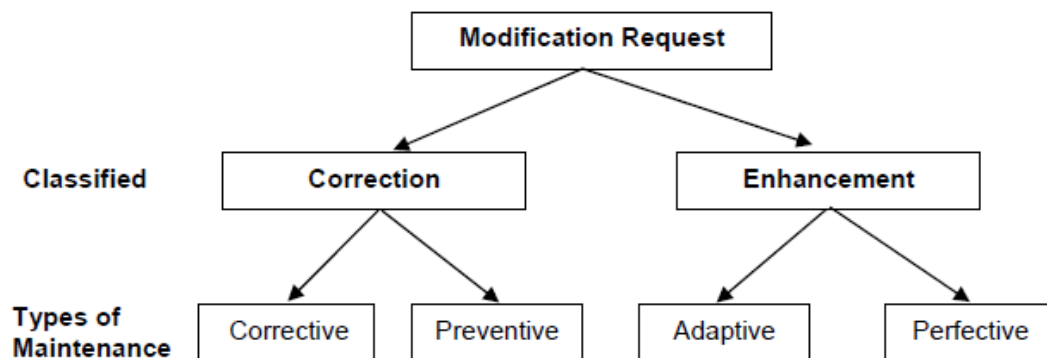 Modification Request
Classified
Correction
Enhancement
Types of
Maintenance
Corrective
Preventive
Adaptive
Perfective